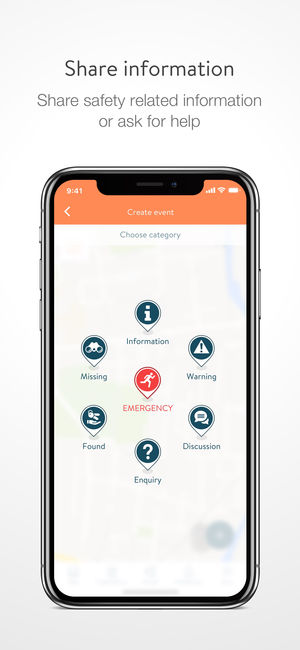 Share information
Share safety related information
or ask for help
9:41
Create event
Choose category
Information
Missing
Warning
EMERGENCY
Found
Discussion
Enquiry